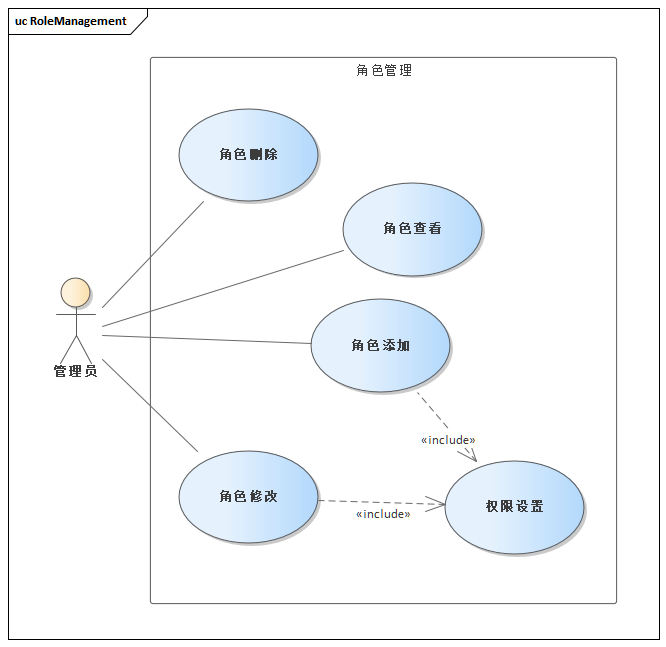 uc RoleManagement
角色管理
角色删除
角色查看
角色添加
管理员
«include»
角色修改
权限设置
«include»